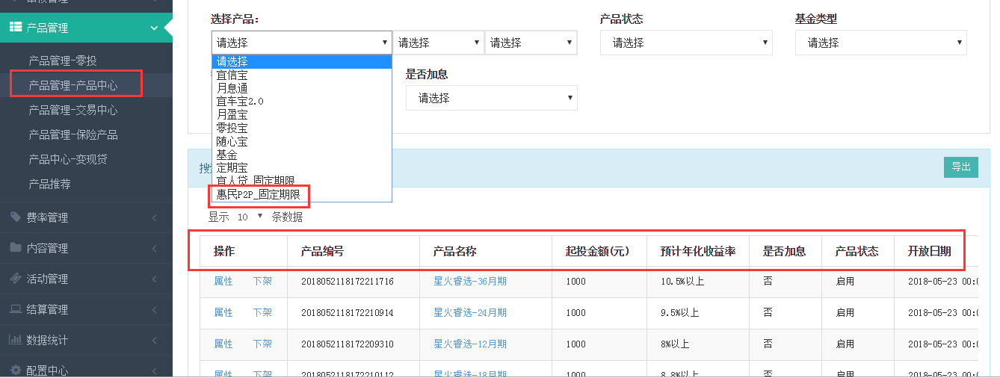 产品管理
产品管理-零投
产品管理-产品中心
产品管理-交易中心
产品管理-保险产品
产品中心-变现贷
产品推荐
费率管理
内容管理
活动管理
结算管理
数据统计
配置中心
选择产品: 产品状态 基金类型
请选择 请选择 请选择 请选择 请选择
请选择
宜信宝
月息通
宜车宝2.0
月盈宝
零投宝
随心宝
基金
定期宝
宜人贷_固定期限
惠民P2P_固定期限
是否加息
请选择
导出
显示 10 条数据
操作 产品编号 产品名称 起投金额(元) 预计年化收益率 是否加息 产品状态 开放日期
属性 下架 2018052118172211716 星火睿选-36月期 1000 10.5%以上 否 启用 2018-05-23 00:
属性 下架 2018052118172210914 星火睿选-24月期 1000 9.5%以上 否 启用 2018-05-23 00:
属性 下架 2018052118172209310 星火睿选-12月期 1000 8%以上 否 启用 2018-05-23 00:
属性 下架 2018052118172210112 星火睿选-18月期 1000 8.8%以上 否 启用 2018-05-23 00: